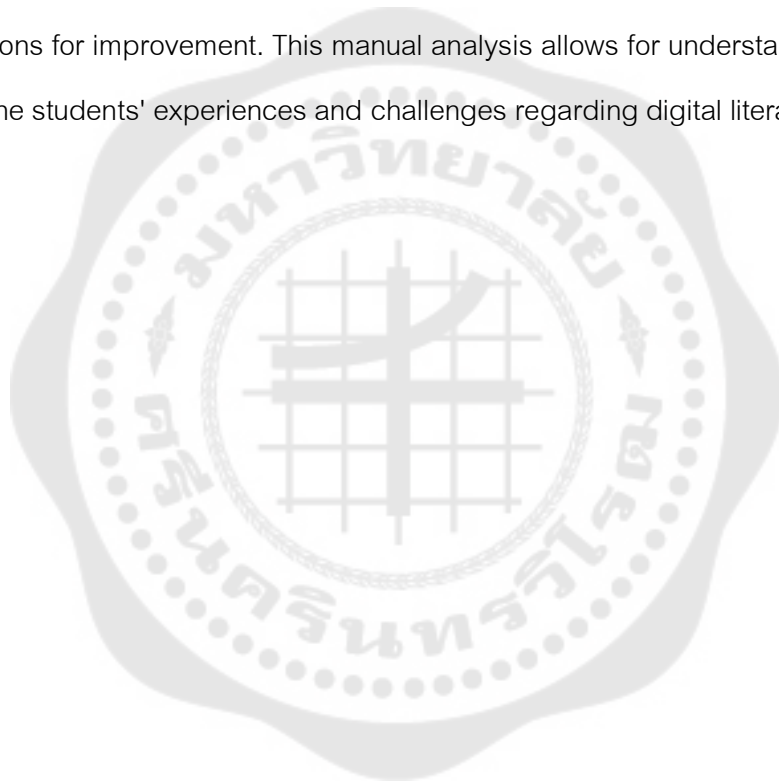 ons for improvement. This manual analysis allows for understa
ne students' experiences and challenges regarding digital litera
มหาวิทยาลัย
ศรีนครินทรวิโรฒ